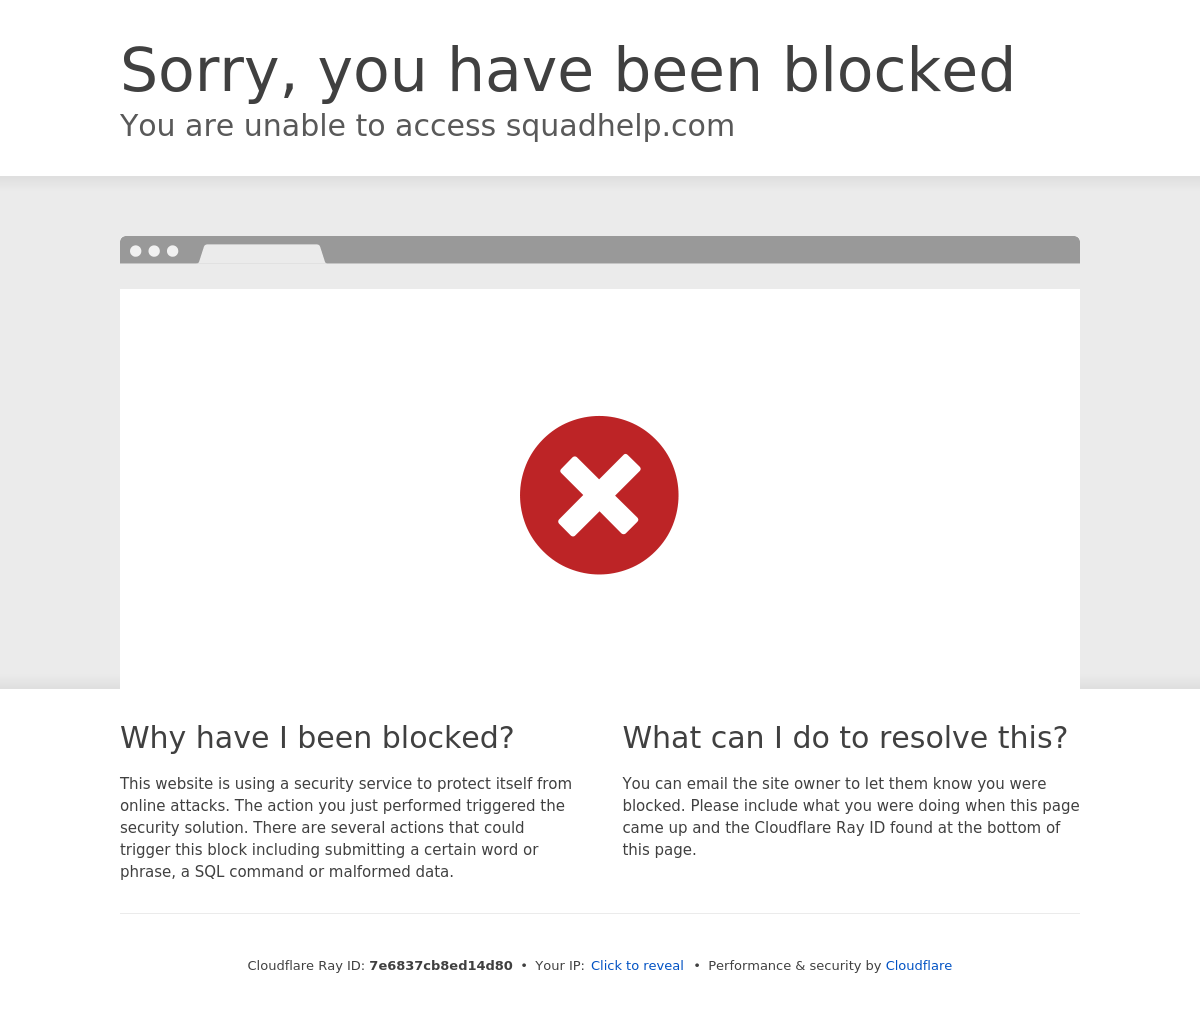 Sorry, you have been blocked
You are unable to access squadhelp.com
Why have I been blocked?
This website is using a security service to protect itself from
online attacks. The action you just performed triggered the
security solution. There are several actions that could
trigger this block including submitting a certain word or
phrase, a SQL command or malformed data.
What can I do to resolve this?
You can email the site owner to let them know you were
blocked. Please include what you were doing when this page
came up and the Cloudflare Ray ID found at the bottom of
this page.
Cloudflare Ray ID: 7e6837cb8ed14d80 • Your IP: Click to reveal • Performance & security by Cloudflare